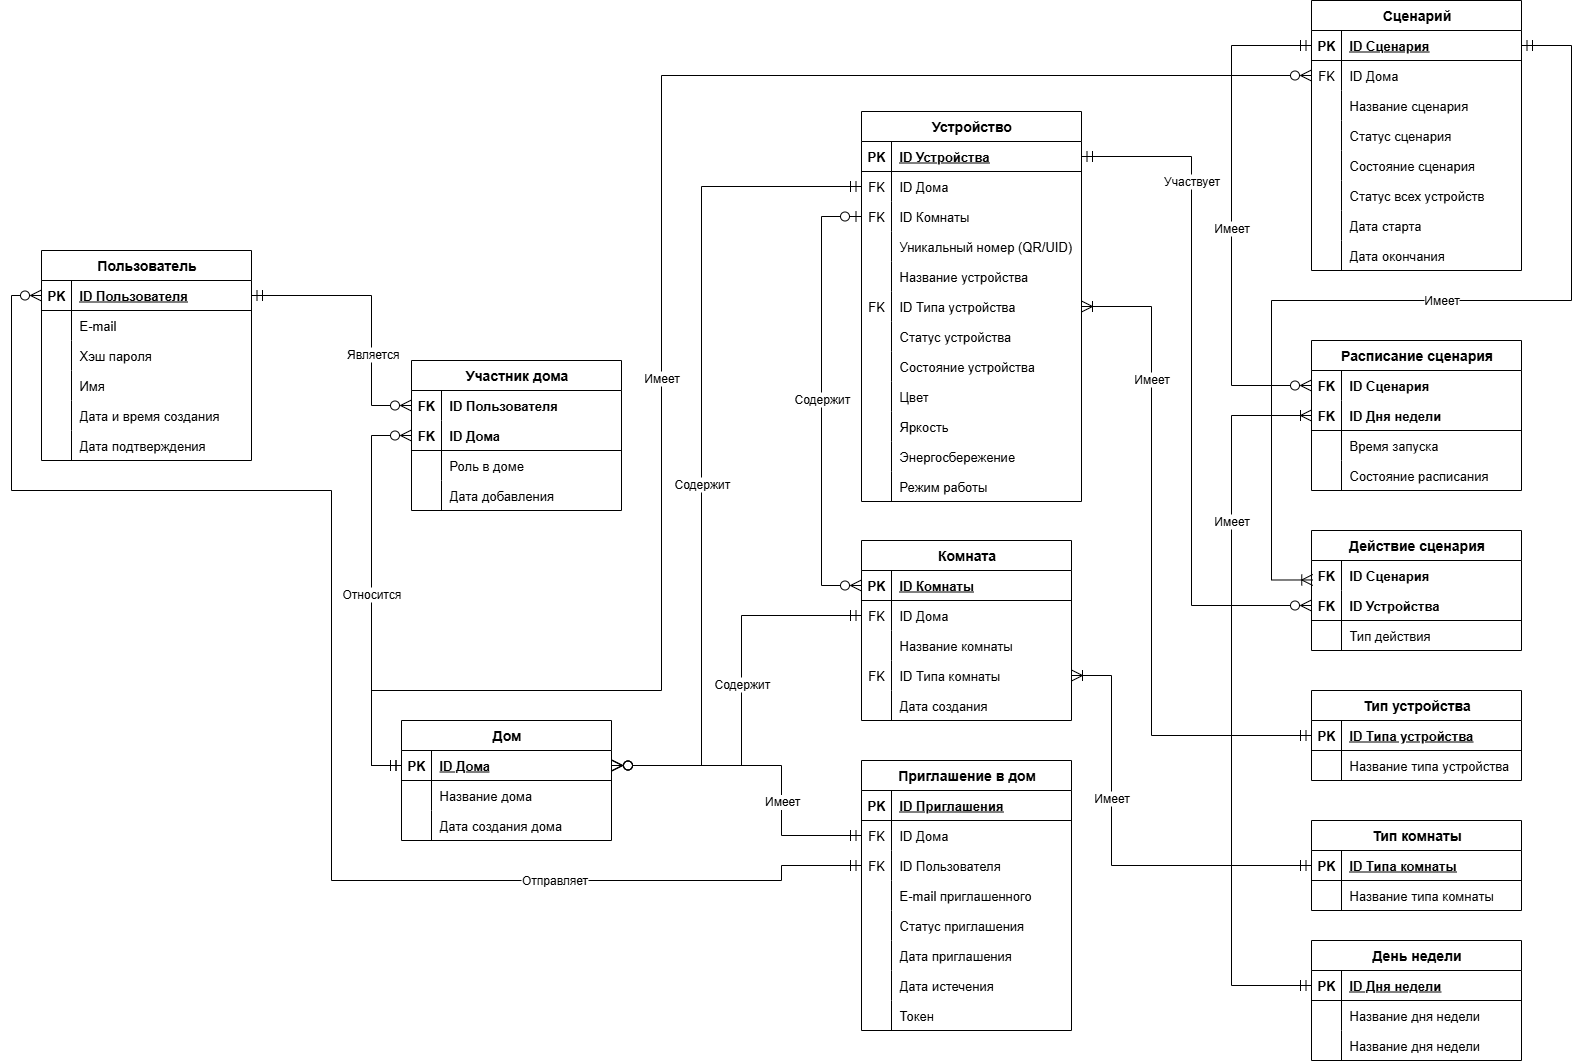 Сценарий
PK ID Сценария
FK ID Дома
Название сценария
Статус сценария
Состояние сценария
Статус всех устройств
Дата старта
Дата окончания
Устройство
PK ID Устройства
FK ID Дома
FK ID Комнаты
Уникальный номер (QR/UID)
Название устройства
FK ID Типа устройства
Статус устройства
Состояние устройства
Цвет
Яркость
Энергосбережение
Режим работы
Участвует
Имеет
Имеет
Пользователь
PK ID Пользователя
E-mail
Хэш пароля
Имя
Дата и время создания
Дата подтверждения
Является
Участник дома
FK ID Пользователя
FK ID Дома
Роль в доме
Дата добавления
Имеет
Содержит
Содержит
Имеет
Расписание сценария
FK ID Сценария
FK ID Дня недели
Время запуска
Состояние расписания
Имеет
Действие сценария
FK ID Сценария
FK ID Устройства
Тип действия
Относится
Комната
PK ID Комнаты
FK ID Дома
Название комнаты
FK ID Типа комнаты
Дата создания
Содержит
Тип устройства
PK ID Типа устройства
Название типа устройства
Дом
PK ID Дома
Название дома
Дата создания дома
Имеет
Приглашение в дом
PK ID Приглашения
FK ID Дома
FK ID Пользователя
E-mail приглашенного
Статус приглашения
Дата приглашения
Дата истечения
Токен
Имеет
Отправляет
Тип комнаты
PK ID Типа комнаты
Название типа комнаты
День недели
PK ID Дня недели
Название дня недели
Название дня недели